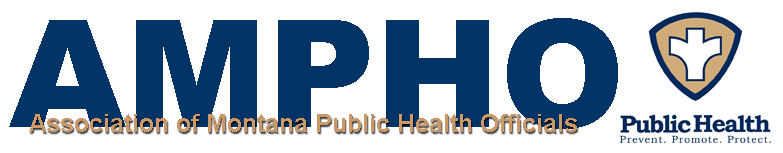 AMPHO
Association of Montana Public Health Officials
Public Health
Prevent. Promote. Protect.